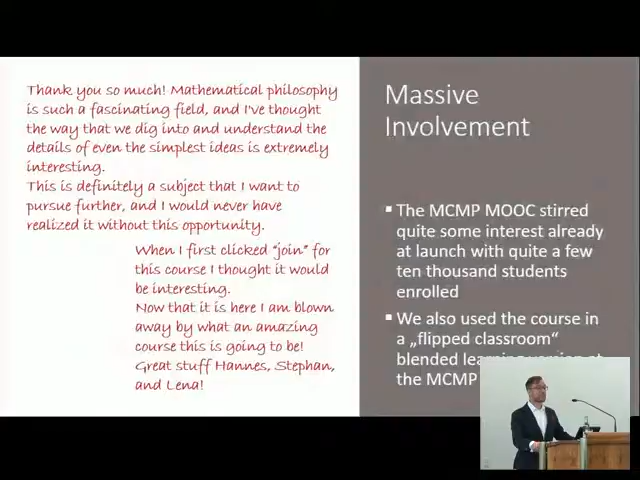 Thank you so much! Mathematical philosophy
is such a fascinating field, and I've thought
the way that we dig into and understand the
details of even the simplest ideas is extremely
interesting.
This is definitely a subject that I want to
pursue further, and I would never have
realized it without this opportunity.
When I first clicked "join" for
this course I thought it would
be interesting.
Now that it is here I am blown
away by what an amazing
course this is going to be!
Great stuff Hannes, Stephan,
and Lena!
Massive
Involvement
▪ The MCMP MOOC stirred
quite some interest already
at launch with quite a few
ten thousand students
enrolled
▪ We also used the course in
a „flipped classroom“
blended learning
the MCMP